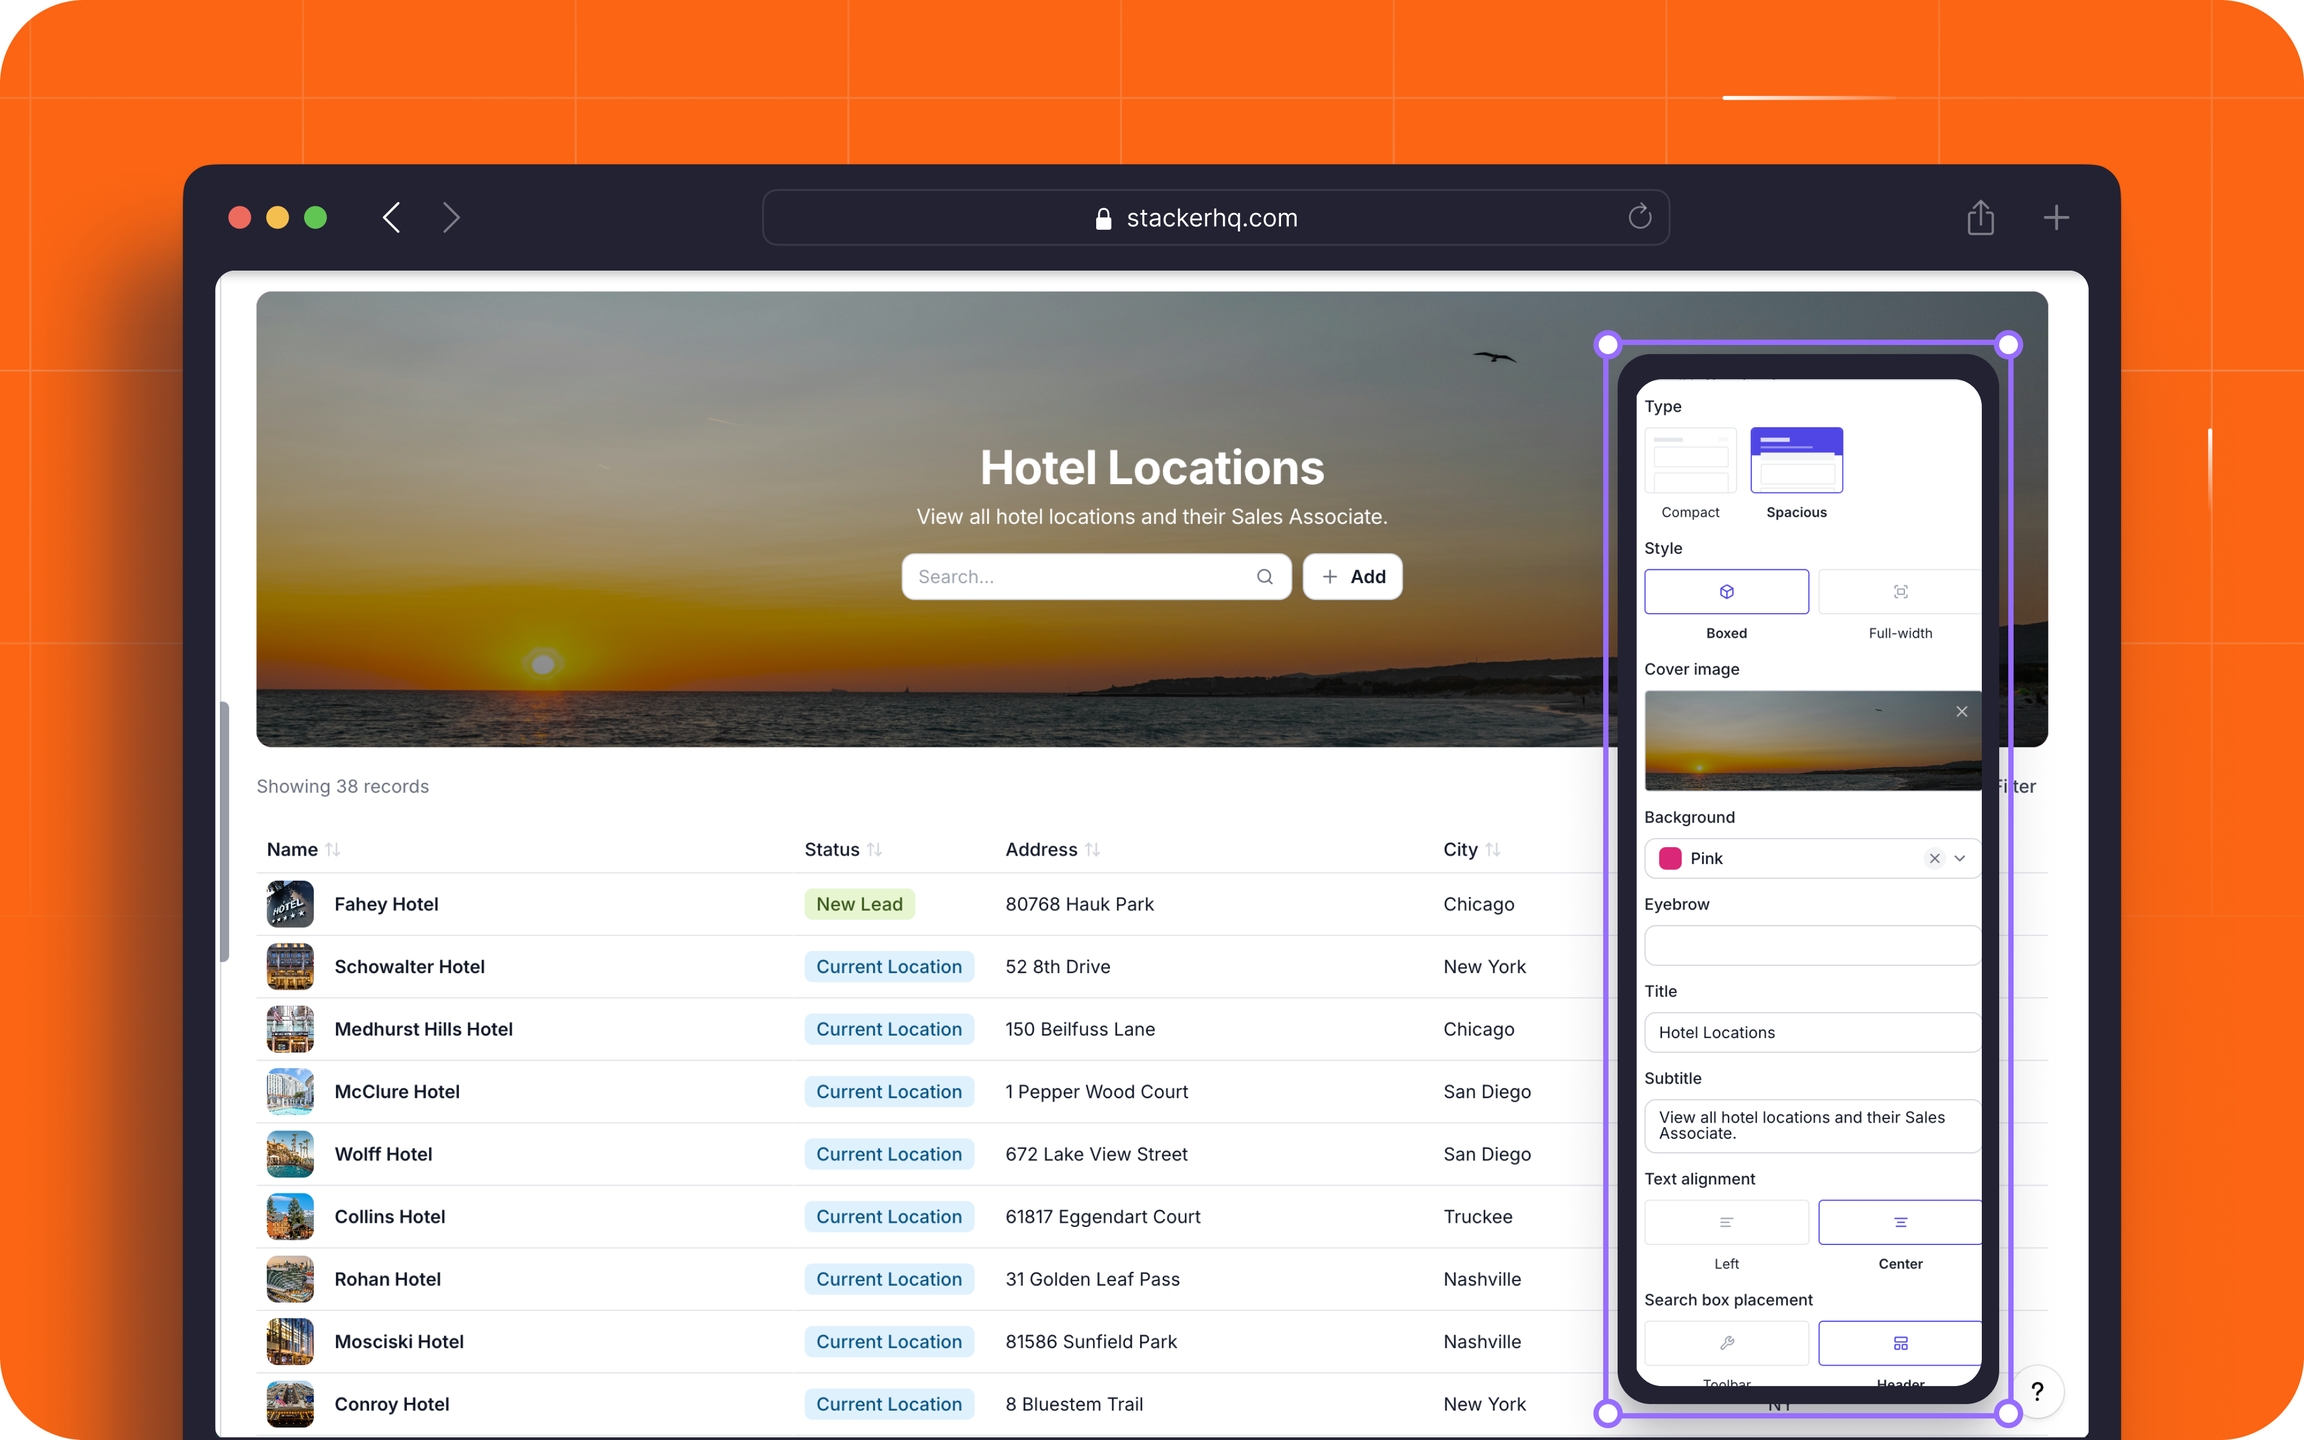 stackerhq.com
Hotel Locations
View all hotel locations and their Sales Associate.
Search...
Add
Showing 38 records
Name
Status
Address
City
Fahey Hotel
New Lead
80768 Hauk Park
Chicago
Schowalter Hotel
Current Location
52 8th Drive
New York
Medhurst Hills Hotel
Current Location
150 Beilfuss Lane
Chicago
McClure Hotel
Current Location
1 Pepper Wood Court
San Diego
Wolff Hotel
Current Location
672 Lake View Street
San Diego
Collins Hotel
Current Location
61817 Eggendart Court
Truckee
Rohan Hotel
Current Location
31 Golden Leaf Pass
Nashville
Mosciski Hotel
Current Location
81586 Sunfield Park
Nashville
Conroy Hotel
Current Location
8 Bluestem Trail
New York
NY
Type
Compact
Spacious
Style
Boxed
Full-width
Cover image
Filter
Background
Pink
Eyebrow
Title
Hotel Locations
Subtitle
View all hotel locations and their Sales
Associate.
Text alignment
Left
Center
Search box placement
Toolbar
Header
?
HOTEL